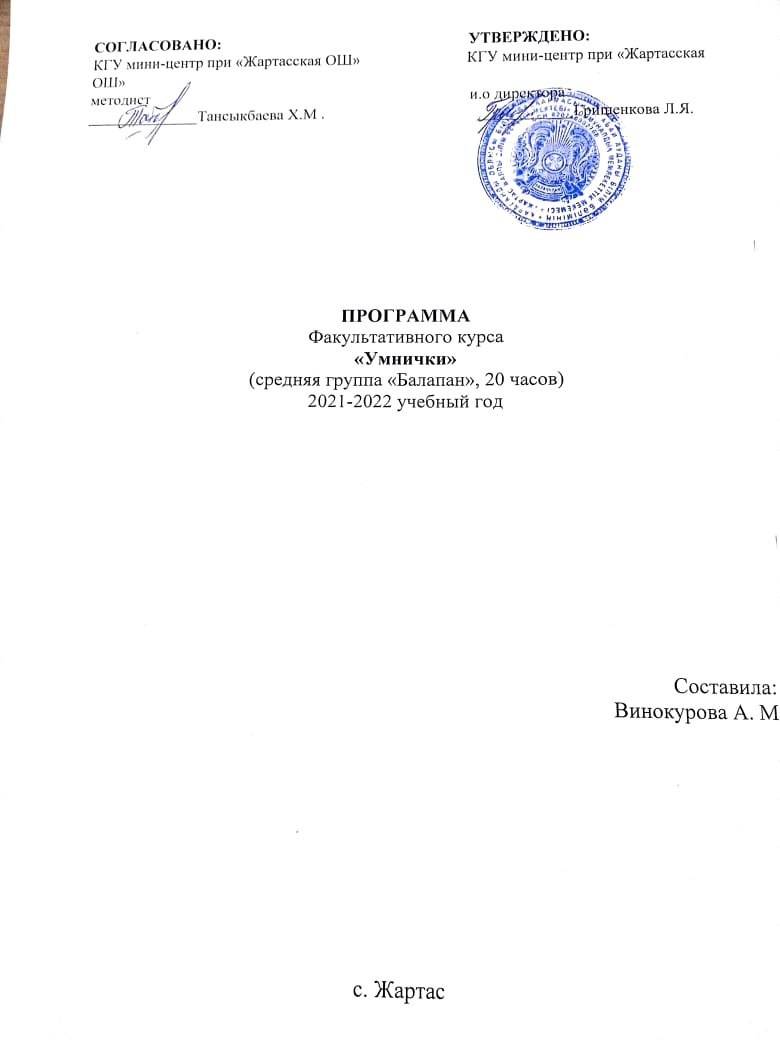 СОГЛАСОВАНО:
КГУ мини-центр при «Жартасская ОШ»
ОШ»
методист
Тансыкбаева Х.М .
УТВЕРЖДЕНО:
КГУ мини-центр при «Жартасская
и.о директора
Грищенкова Л.Я.
ПРОГРАММА
Факультативного курса
«Умнички»
(средняя группа «Балапан», 20 часов)
2021-2022 учебный год
Составила:
Винокурова А. М
с. Жартас